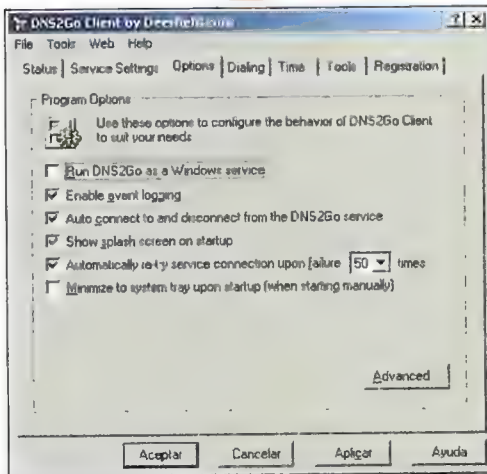 DNS2Go Client by Deerfield.com
File Tools Web Help
Status Service Settings Options Dialing Time Tools Registration
Program Options
Use these options to configure the behavior of DNS2Go Client
to suit your needs
Run DNS2Go as a Windows service
Enable event logging
Auto connect to and disconnect from the DNS2Go service
Show splash screen on startup
Automatically retry service connection upon failure 50 times
Minimize to system tray upon startup (when starting manually)
Advanced
Aceptar Cancelar Aplicar Ayuda